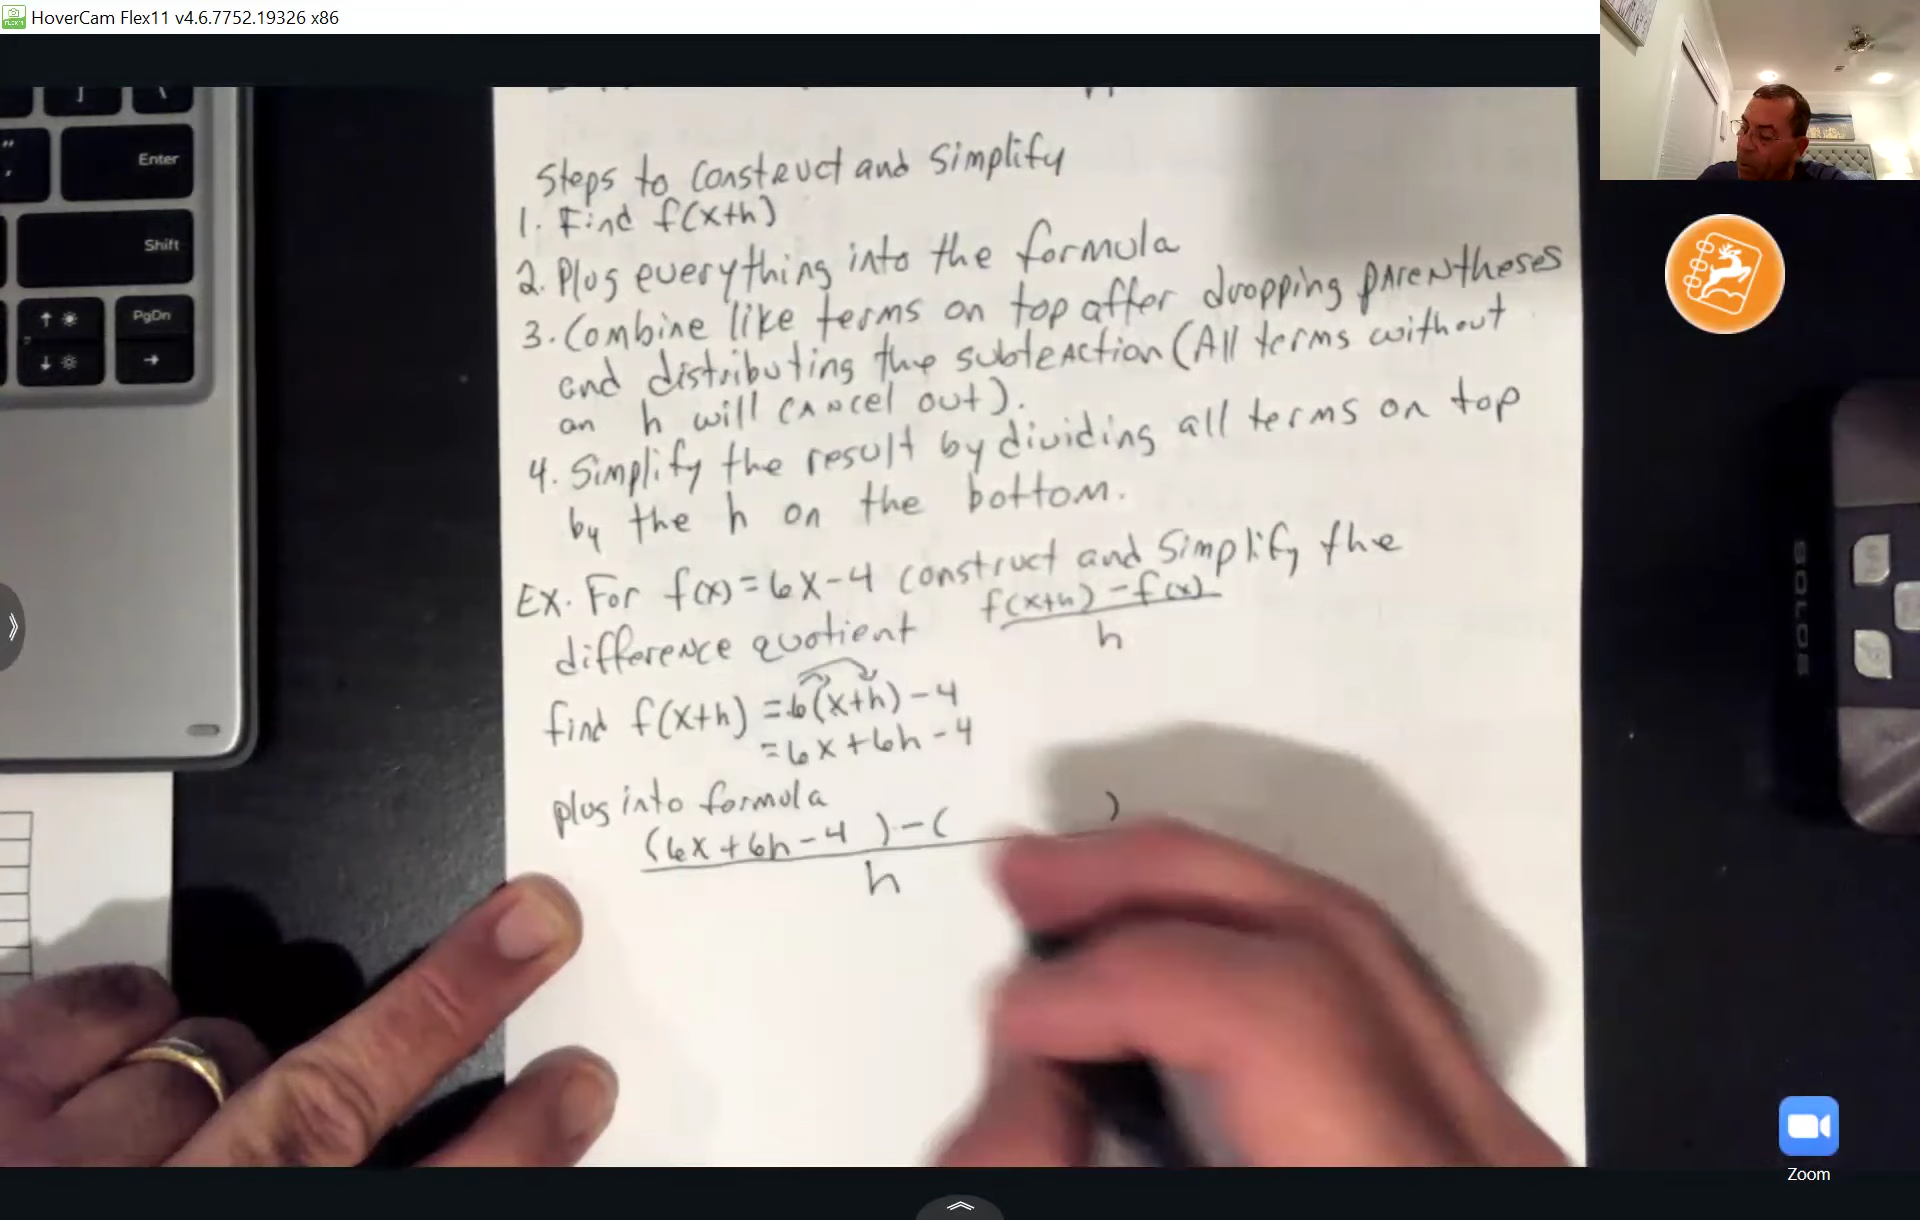 HoverCam Flex11 v4.6.7752.19326 x86
Enter
Shift
PgDn
Steps to construct and simplify
1. Find f(x+h)
2. Plug everything into the formula
3. Combine like terms on top after dropping parentheses
and distributing the subtraction (All terms without
an h will cancel out).
4. Simplify the result by dividing all terms on top
by the h on the bottom.
Ex. For f(x)=6x-4 construct and simplify the
difference quotient f(x+h)-f(x)
h
find f(x+h) =6(x+h)-4
=6x+6h-4
plug into formula
(6x+6h-4 )-( )
h
Zoom